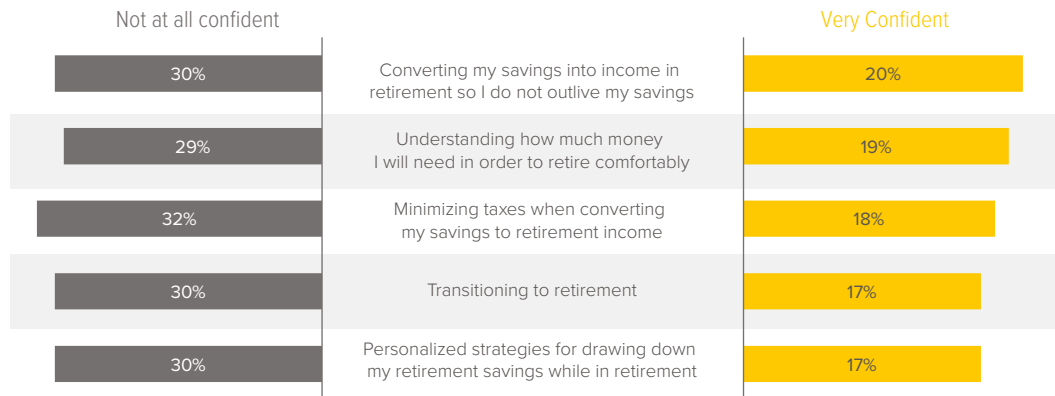 Not at all confident
Very Confident
30%
Converting my savings into income in
retirement so I do not outlive my savings
20%
29%
Understanding how much money
I will need in order to retire comfortably
19%
32%
Minimizing taxes when converting
my savings to retirement income
18%
30%
Transitioning to retirement
17%
30%
Personalized strategies for drawing down
my retirement savings while in retirement
17%